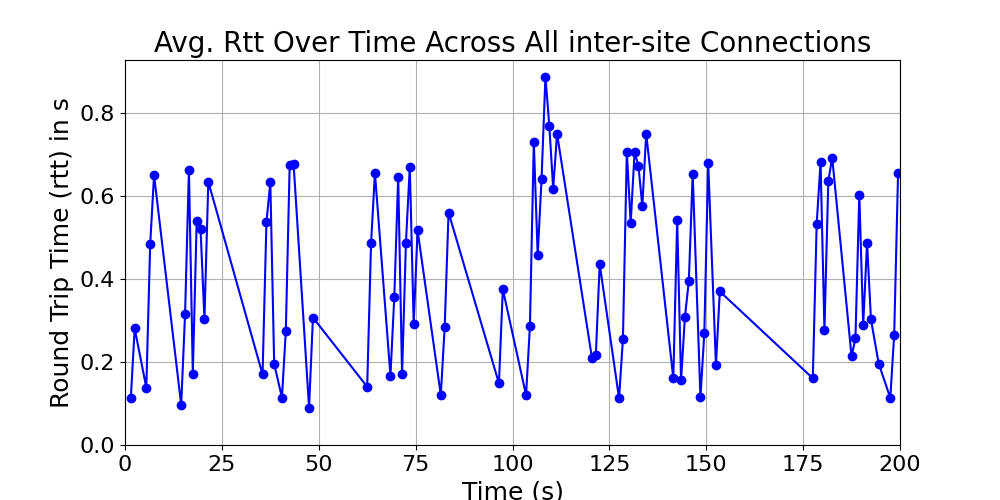 Avg. Rtt Over Time Across All inter-site Connections
Round Trip Time (rtt) in s
0.8
0.6
0.4
0.2
0.0
0 25 50 75 100 125 150 175 200
Time (s)